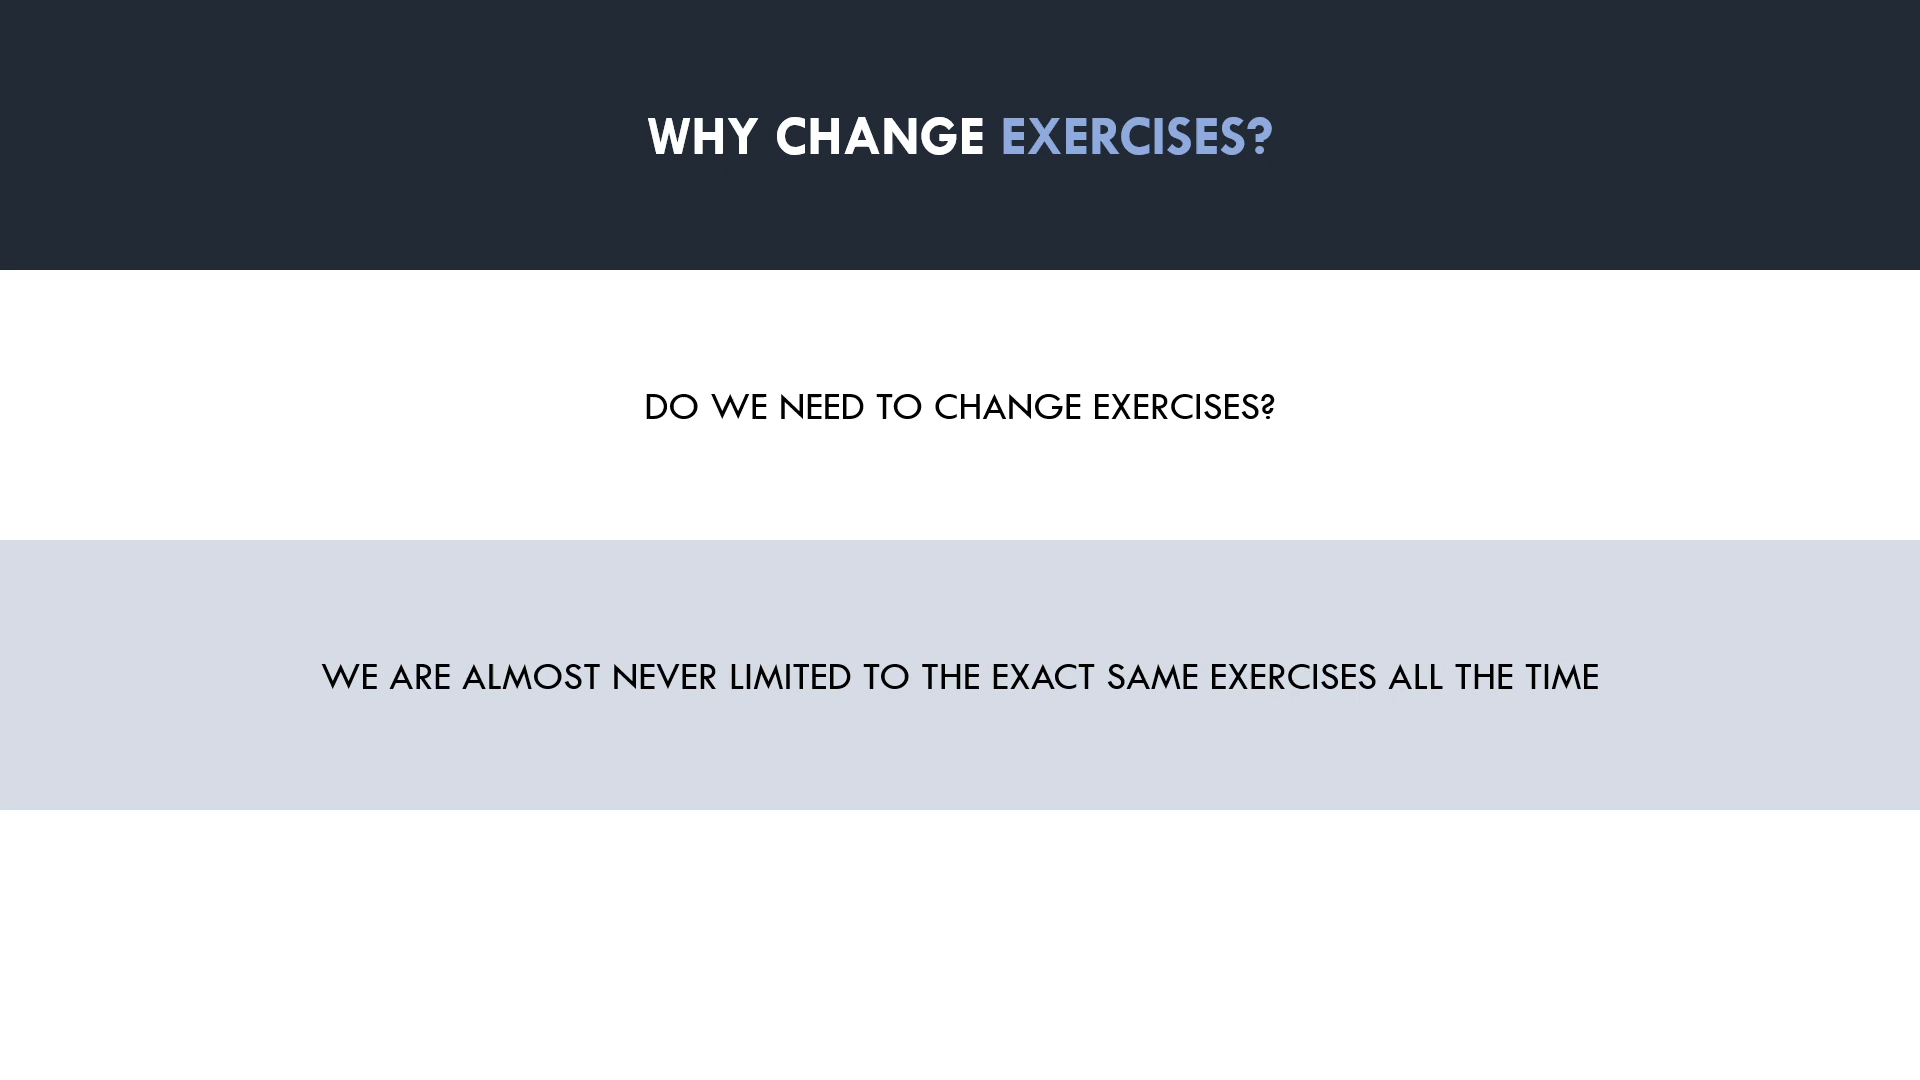 WHY CHANGE EXERCISES?
DO WE NEED TO CHANGE EXERCISES?
WE ARE ALMOST NEVER LIMITED TO THE EXACT SAME EXERCISES ALL THE TIME